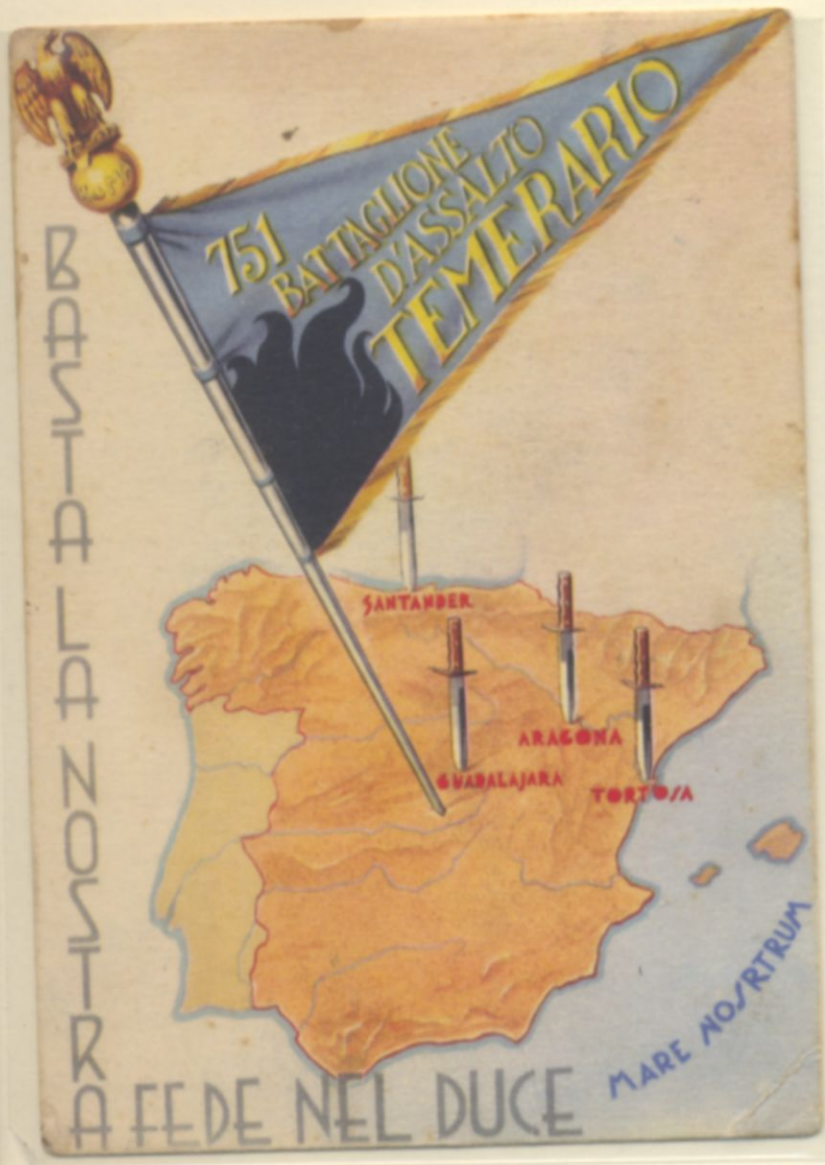 751
BATTAGLIONE
D'ASSALTO
TEMERARIO
BASTA LA NOSTRA FEDE NEL DUCE
SANTANDER
ARAGONA
GUADALAJARA
TORTOSA
MARE NOSRTRUM